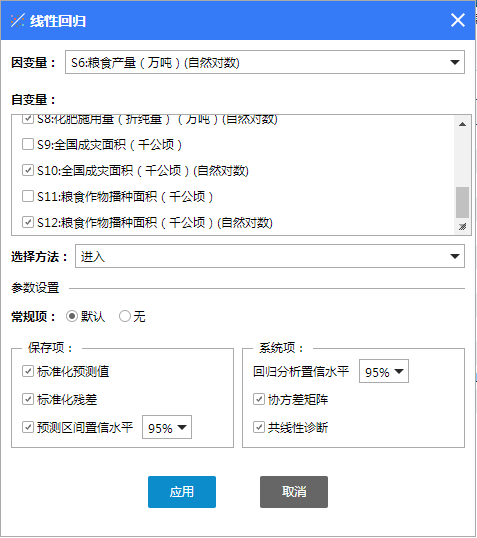 线性回归
因变量： S6:粮食产量（万吨）(自然对数)
自变量：
S8:化肥施用量（折纯量）（万吨）(自然对数)
S9:全国成灾面积（千公顷）
S10:全国成灾面积（千公顷）(自然对数)
S11:粮食作物播种面积（千公顷）
S12:粮食作物播种面积（千公顷）(自然对数)
选择方法： 进入
参数设置
常规项： 默认 无
保存项：
标准化预测值
标准化残差
预测区间置信水平 95%
系统项：
回归分析置信水平 95%
协方差矩阵
共线性诊断
应用 取消